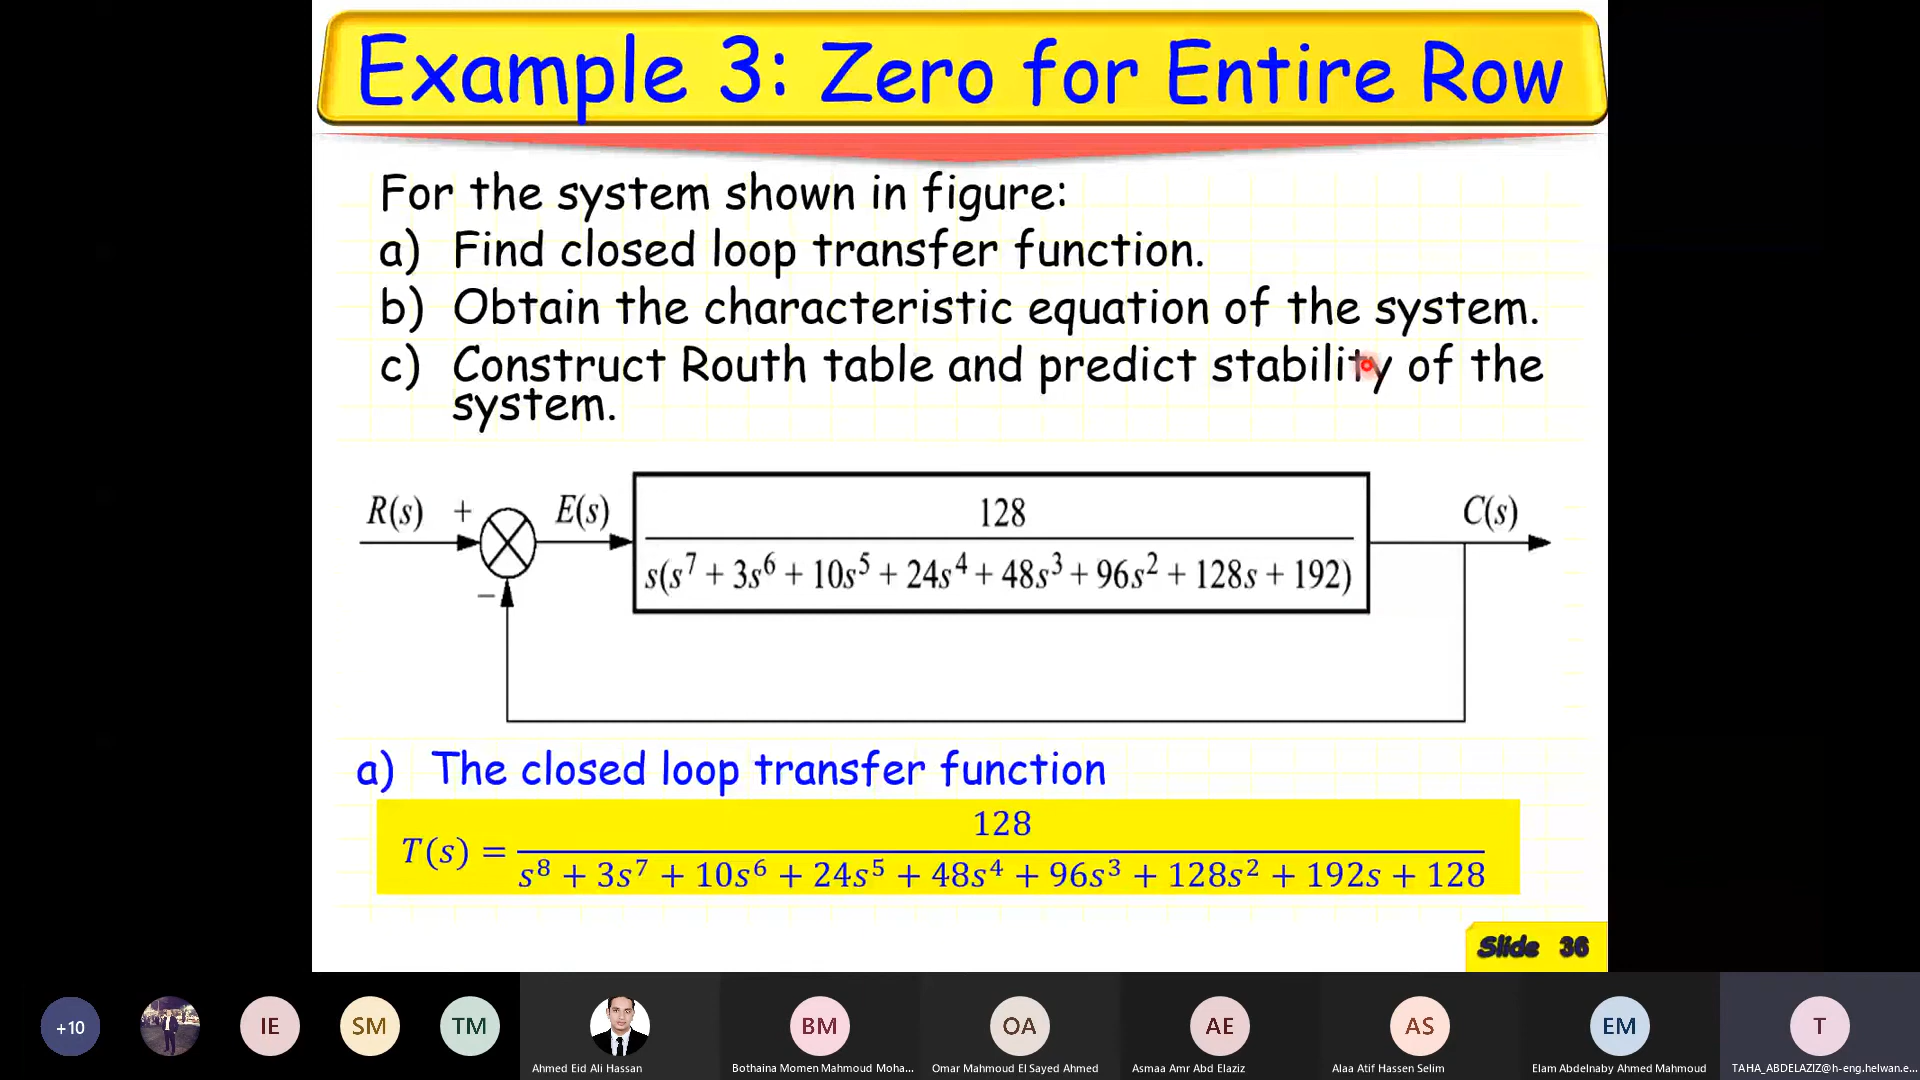 Example 3: Zero for Entire Row
For the system shown in figure:
a) Find closed loop transfer function.
b) Obtain the characteristic equation of the system.
c) Construct Routh table and predict stability of the
system.
R(s) + E(s) C(s)
−
128
s(s⁷ + 3s⁶ + 10s⁵ + 24s⁴ + 48s³ + 96s² + 128s + 192)
a) The closed loop transfer function
128
T(s) =
s⁸ + 3s⁷ + 10s⁶ + 24s⁵ + 48s⁴ + 96s³ + 128s² + 192s + 128
Slide 36
+10 IE SM TM BM OA AE AS EM T
Ahmed Eid Ali Hassan
Bothaina Momen Mahmoud Moha...
Omar Mahmoud El Sayed Ahmed
Asmaa Amr Abd Elaziz
Alaa Atif Hassen Selim
Elam Abdelnaby Ahmed Mahmoud
TAHA_ABDELAZIZ@h-eng.helwan.e...